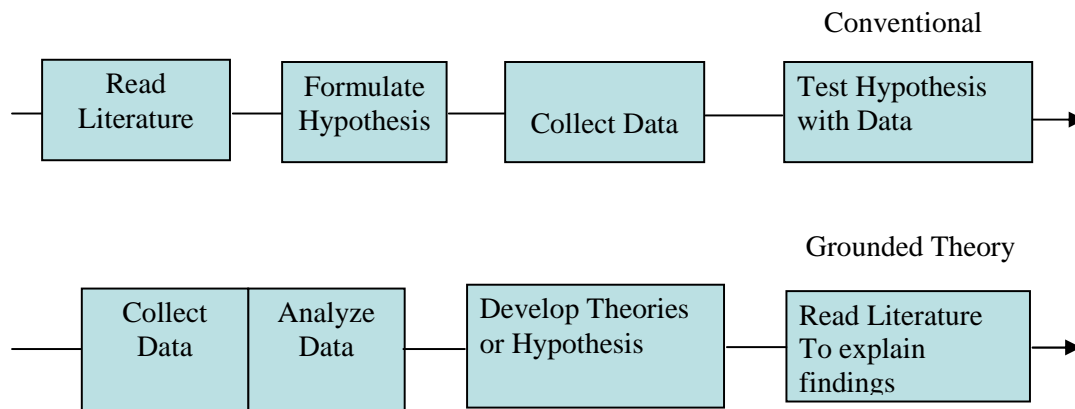 Conventional
Read
Literature
Formulate
Hypothesis
Collect Data
Test Hypothesis
with Data
Grounded Theory
Collect
Data
Analyze
Data
Develop Theories
or Hypothesis
Read Literature
To explain
findings